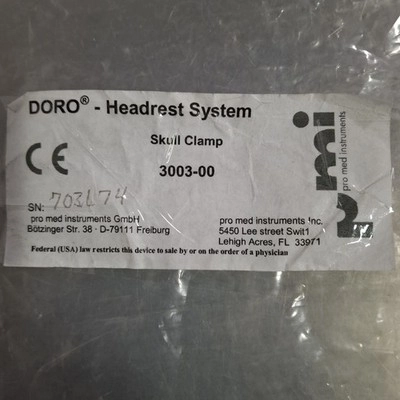 DORO® - Headrest System
Skull Clamp
CE
3003-00
SN: 703L74
pro med instruments GmbH
Bötzinger Str. 38 · D-79111 Freiburg
pro med instruments Inc.
5450 Lee street Swit1
Lehigh Acres, FL 33971
Federal (USA) law restricts this device to sale by or on the order of a physician
pmi
pro med instruments